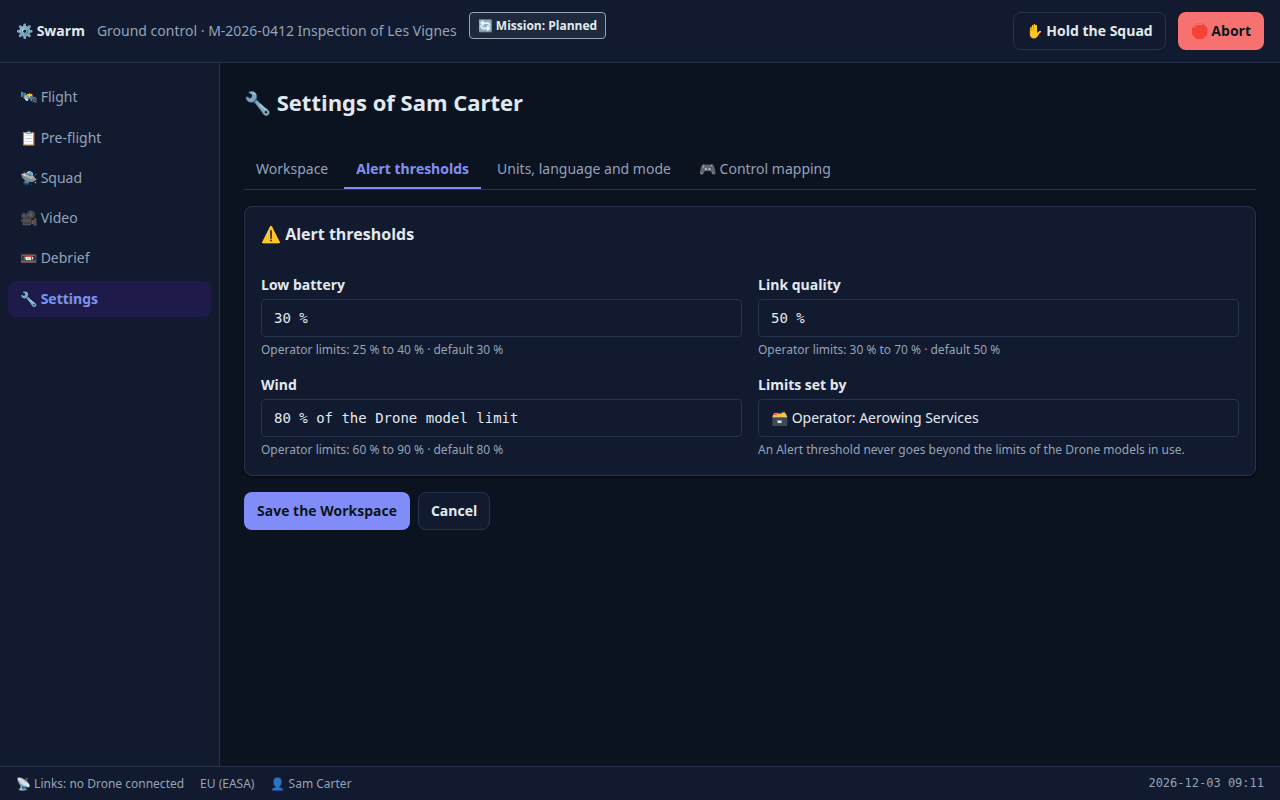 ⚙️ Swarm Ground control · M-2026-0412 Inspection of Les Vignes 🔄 Mission: Planned ✋ Hold the Squad 🛑 Abort
🛰️ Flight
📋 Pre-flight
🛸 Squad
🎥 Video
📼 Debrief
🔧 Settings
🔧 Settings of Sam Carter
Workspace Alert thresholds Units, language and mode 🎮 Control mapping
⚠️ Alert thresholds
Low battery
30 %
Operator limits: 25 % to 40 % · default 30 %
Link quality
50 %
Operator limits: 30 % to 70 % · default 50 %
Wind
80 % of the Drone model limit
Operator limits: 60 % to 90 % · default 80 %
Limits set by
🗃️ Operator: Aerowing Services
An Alert threshold never goes beyond the limits of the Drone models in use.
Save the Workspace Cancel
📡 Links: no Drone connected EU (EASA) 👤 Sam Carter 2026-12-03 09:11